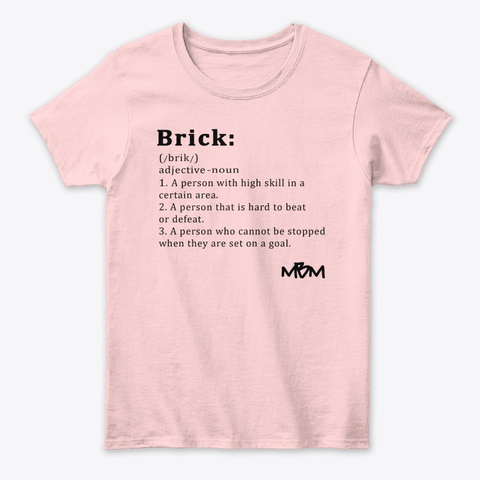 Brick:
(/brik/)
adjective-noun
1. A person with high skill in a
certain area.
2. A person that is hard to beat
or defeat.
3. A person who cannot be stopped
when they are set on a goal.
MBM